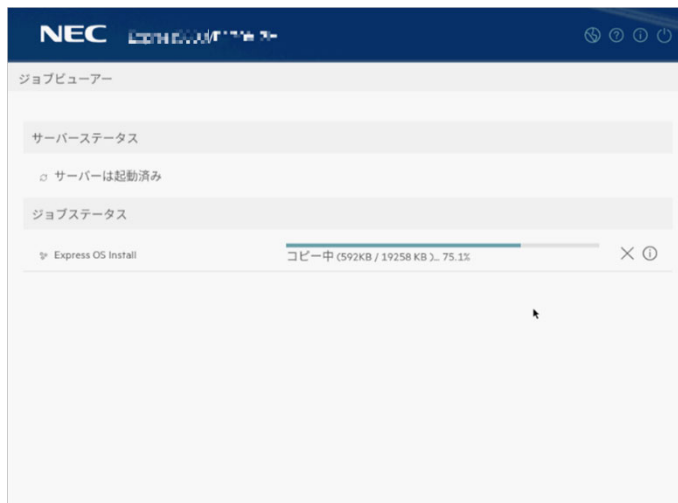 NEC
ジョブビューアー
サーバーステータス
サーバーは起動済み
ジョブステータス
Express OS Install
コピー中 (592KB / 19258 KB )... 75.1%